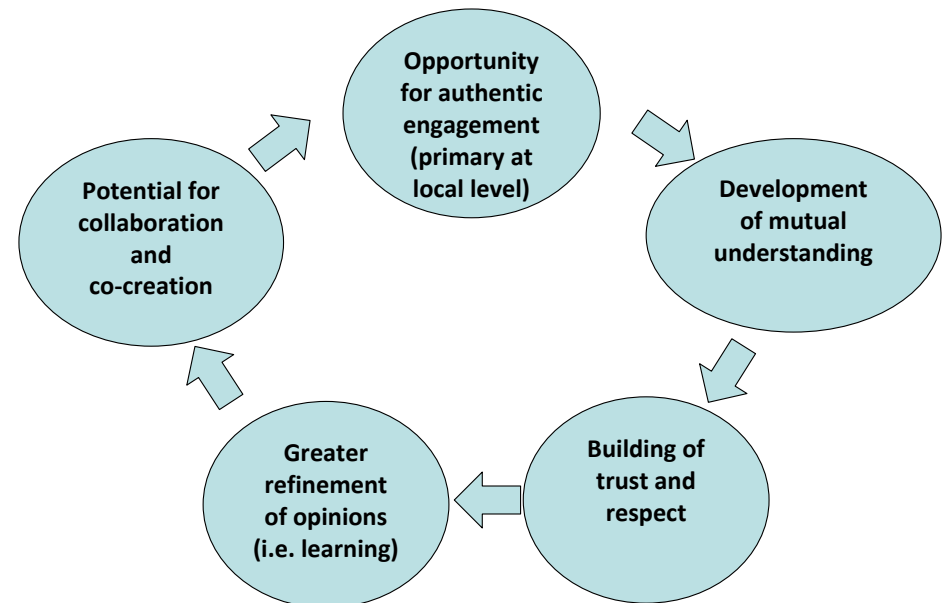 Opportunity
for authentic
engagement
(primary at
local level)
Development
of mutual
understanding
Building of
trust and
respect
Greater
refinement
of opinions
(i.e. learning)
Potential for
collaboration
and
co-creation